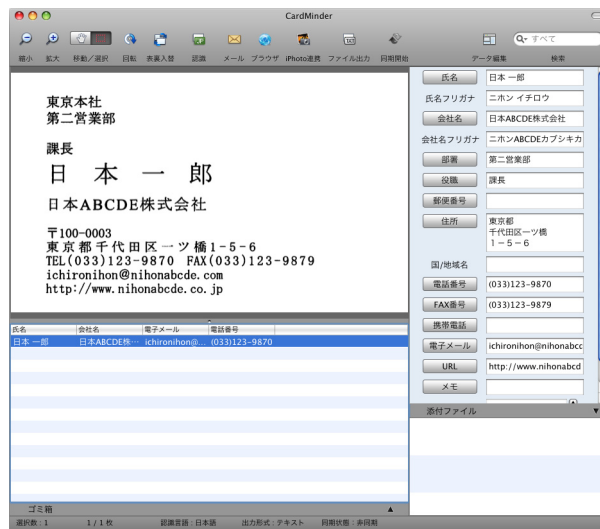 CardMinder
すべて
縮小 拡大 移動／選択 回転 表裏入替 認識 メール ブラウザ iPhoto連携 ファイル出力 同期開始 データ編集 検索
東京本社
第二営業部
課長
日本一郎
日本ABCDE株式会社
〒100-0003
東京都千代田区一ツ橋1-5-6
TEL(033)123-9870 FAX(033)123-9879
ichironihon@nihonabcde.com
http://www.nihonabcde.co.jp
氏名 日本 一郎
氏名フリガナ ニホン イチロウ
会社名 日本ABCDE株式会社
会社名フリガナ ニホンABCDEカブシキカ
部署 第二営業部
役職 課長
郵便番号
住所 東京都
千代田区一ツ橋
１－５－６
国/地域名
電話番号 (033)123-9870
FAX番号 (033)123-9879
携帯電話
電子メール ichironihon@nihonabcc
URL http://www.nihonabcd
メモ
添付ファイル
氏名 会社名 電子メール 電話番号
日本 一郎 日本ABCDE株… ichironihon@... (033)123-9870
ゴミ箱
選択数：1 1 / 1 枚 認識言語：日本語 出力形式：テキスト 同期状態：非同期